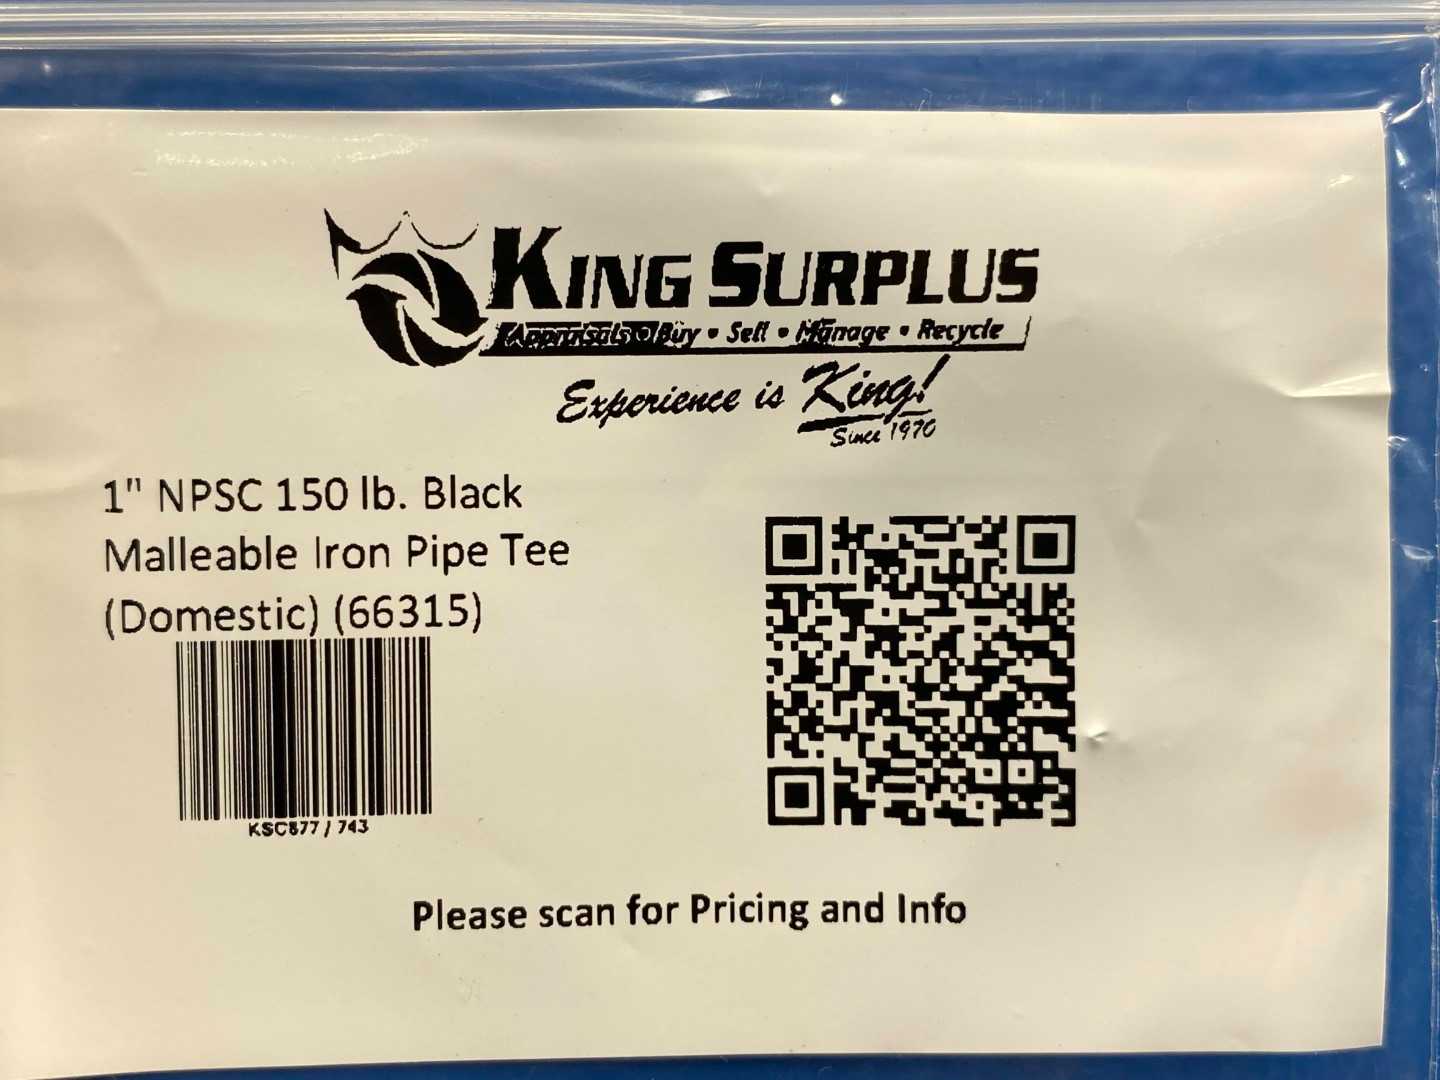 KING SURPLUS
Appraisals • Buy • Sell • Manage • Recycle
Experience is King!
Since 1970
1" NPSC 150 lb. Black
Malleable Iron Pipe Tee
(Domestic) (66315)
KSC877 / 743
Please scan for Pricing and Info